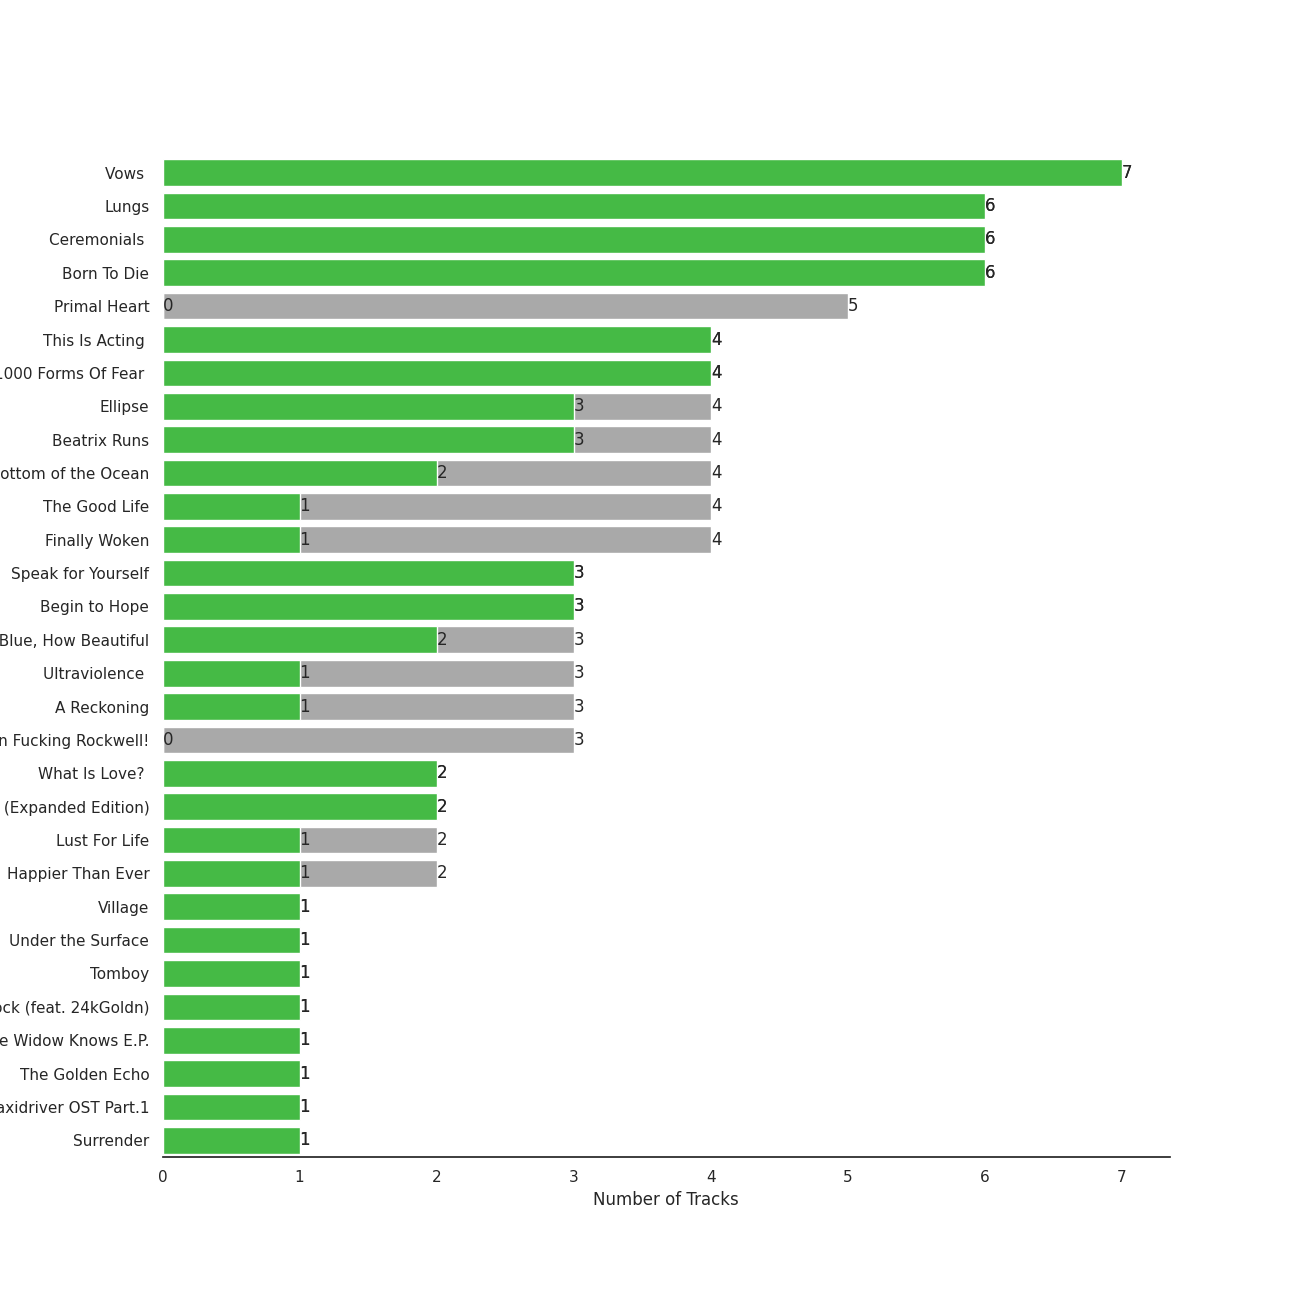 Vows 7
Lungs 6
Ceremonials 6
Born To Die 6
Primal Heart 0 5
This Is Acting 4
1000 Forms Of Fear 4
Ellipse 3 4
Beatrix Runs 3 4
ottom of the Ocean 2 4
The Good Life 1 4
Finally Woken 1 4
Speak for Yourself 3
Begin to Hope 3
Blue, How Beautiful 2 3
Ultraviolence 1 3
A Reckoning 1 3
n Fucking Rockwell! 0 3
What Is Love? 2
(Expanded Edition) 2
Lust For Life 1 2
Happier Than Ever 1 2
Village 1
Under the Surface 1
Tomboy 1
ock (feat. 24kGoldn) 1
e Widow Knows E.P. 1
The Golden Echo 1
axidriver OST Part.1 1
Surrender 1
0 1 2 3 4 5 6 7
Number of Tracks